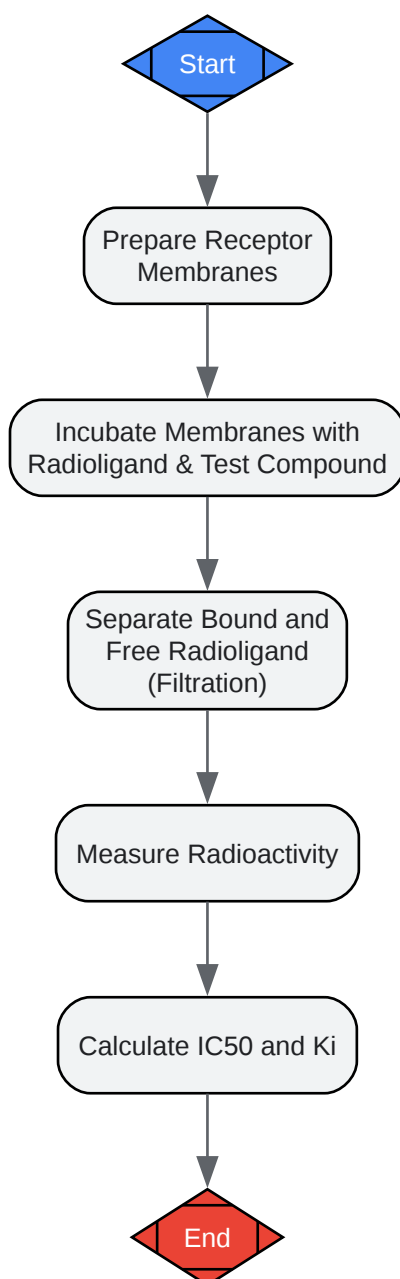 Start
Prepare Receptor
Membranes
Incubate Membranes with
Radioligand & Test Compound
Separate Bound and
Free Radioligand
(Filtration)
Measure Radioactivity
Calculate IC50 and Ki
End